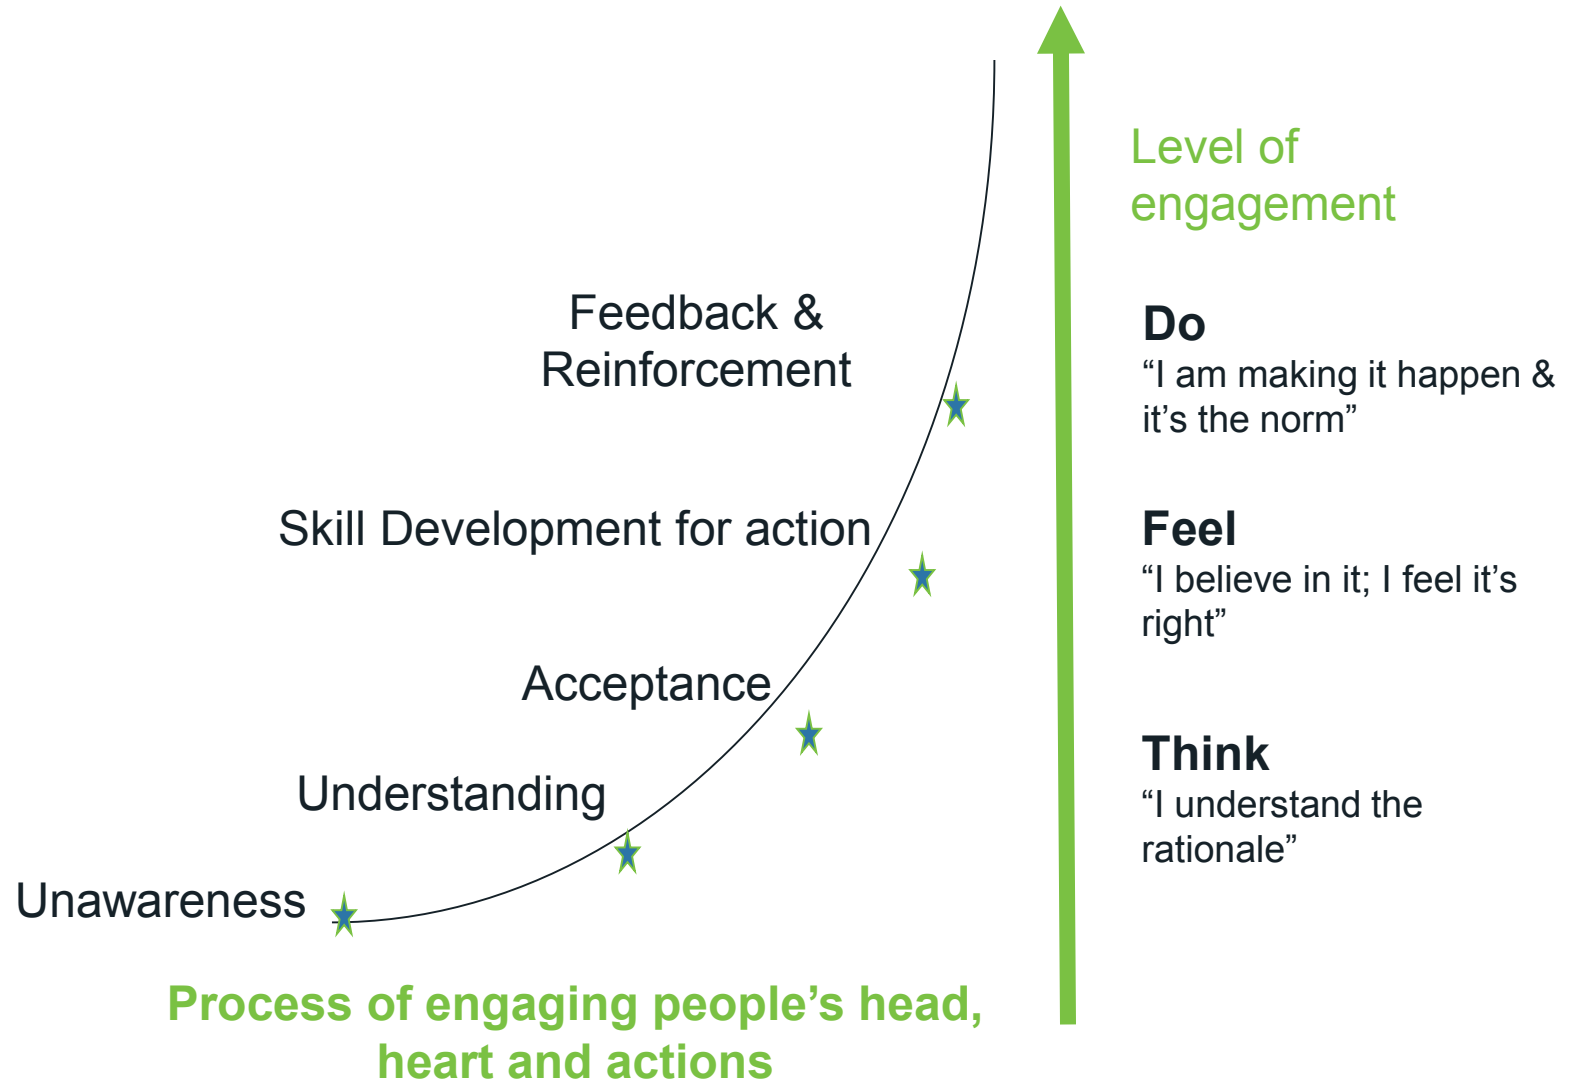 Level of
engagement
Feedback &
Reinforcement
Do
“I am making it happen &
it’s the norm”
Skill Development for action
Feel
“I believe in it; I feel it’s
right”
Acceptance
Think
“I understand the
rationale”
Understanding
Unawareness
Process of engaging people’s head,
heart and actions